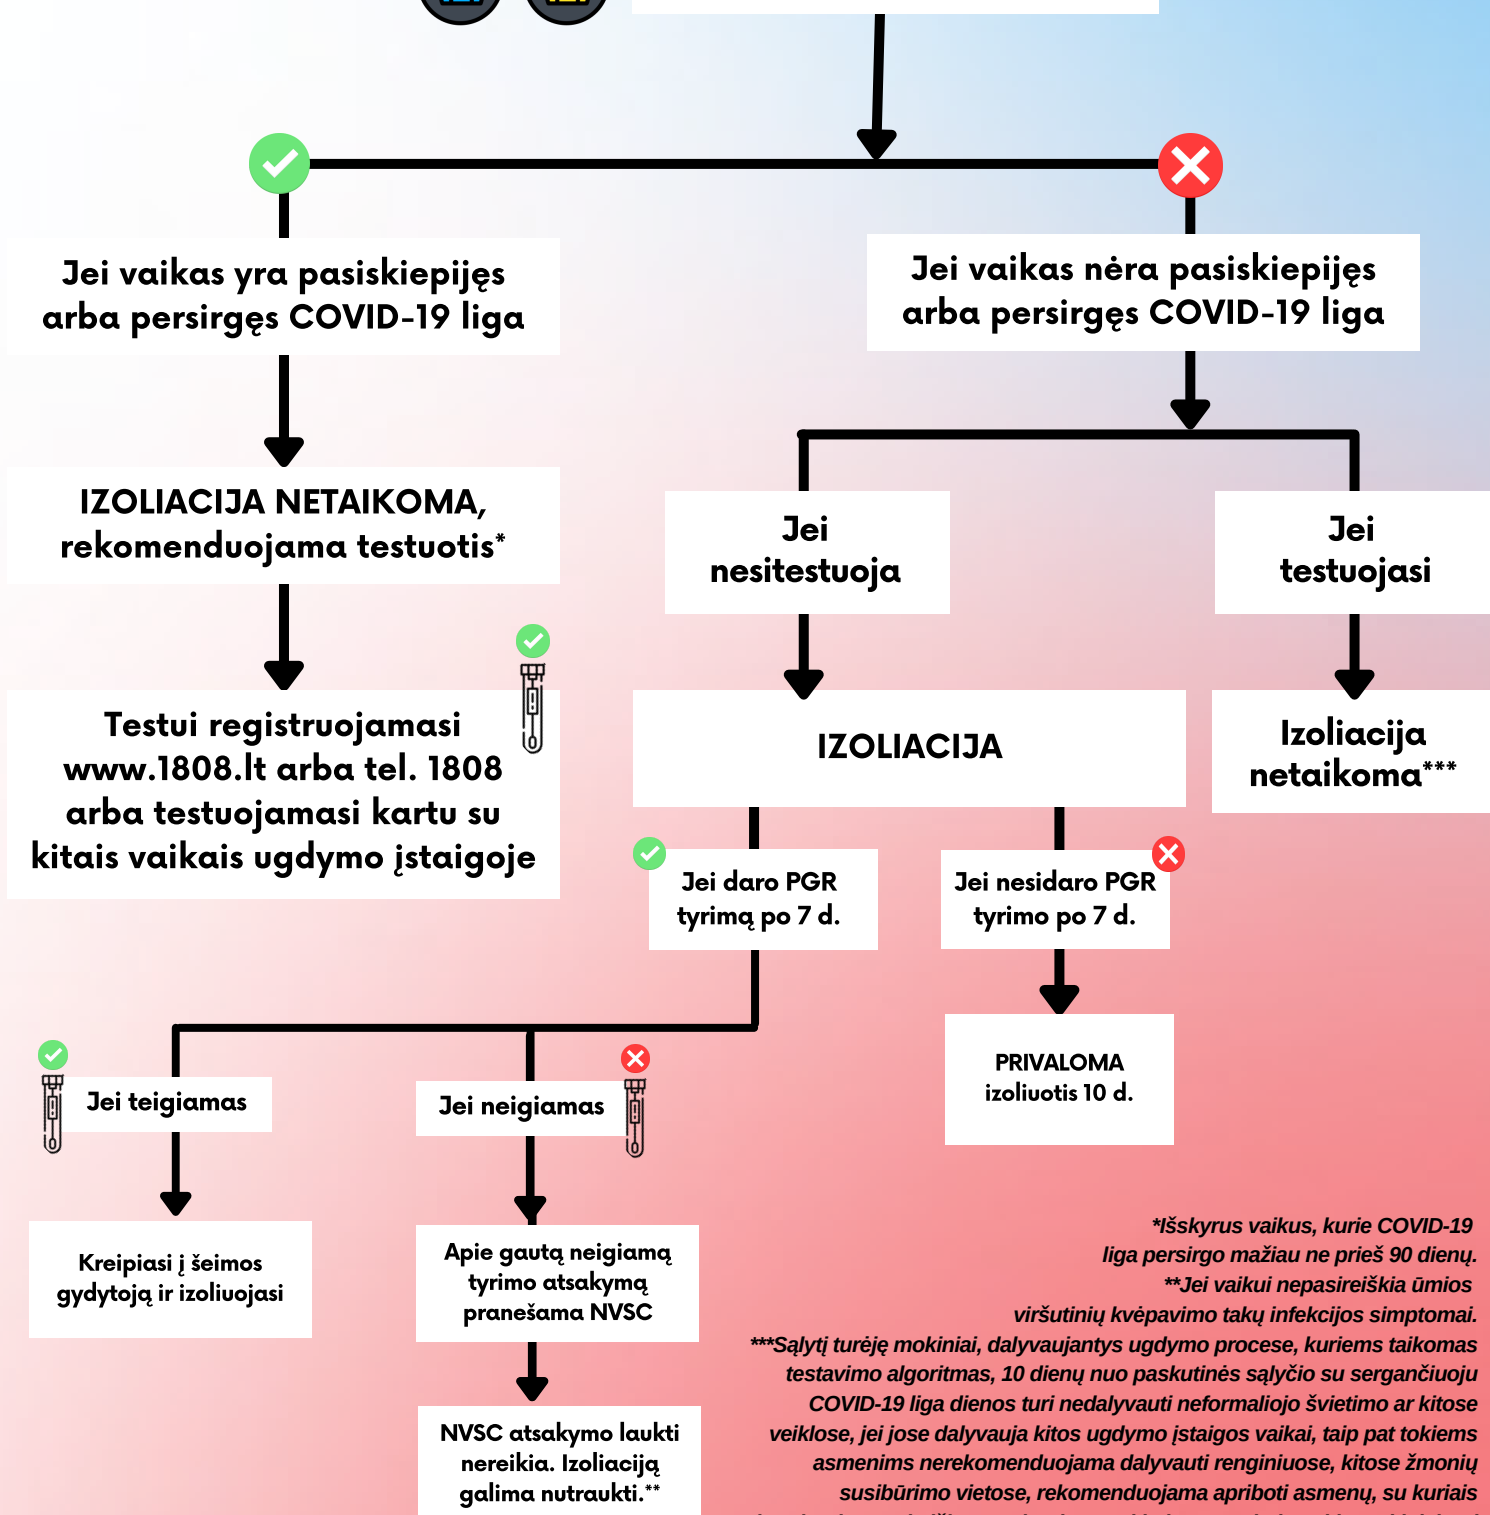 Jei vaikas yra pasiskiepijęs
arba persirgęs COVID-19 liga
Jei vaikas nėra pasiskiepijęs
arba persirgęs COVID-19 liga
IZOLIACIJA NETAIKOMA,
rekomenduojama testuotis*
Jei
nesitestuoja
Jei
testuojasi
Testui registruojamasi
www.1808.lt arba tel. 1808
arba testuojamasi kartu su
kitais vaikais ugdymo įstaigoje
IZOLIACIJA
Izoliacija
netaikoma***
Jei daro PGR
tyrimą po 7 d.
Jei nesidaro PGR
tyrimo po 7 d.
PRIVALOMA
izoliuotis 10 d.
Jei teigiamas
Jei neigiamas
Kreipiasi į šeimos
gydytoją ir izoliuojasi
Apie gautą neigiamą
tyrimo atsakymą
pranešama NVSC
NVSC atsakymo laukti
nereikia. Izoliaciją
galima nutraukti.**
*Išskyrus vaikus, kurie COVID-19
liga persirgo mažiau ne prieš 90 dienų.
**Jei vaikui nepasireiškia ūmios
viršutinių kvėpavimo takų infekcijos simptomai.
***Sąlytį turėję mokiniai, dalyvaujantys ugdymo procese, kuriems taikomas
testavimo algoritmas, 10 dienų nuo paskutinės sąlyčio su sergančiuoju
COVID-19 liga dienos turi nedalyvauti neformaliojo švietimo ar kitose
veiklose, jei jose dalyvauja kitos ugdymo įstaigos vaikai, taip pat tokiems
asmenims nerekomenduojama dalyvauti renginiuose, kitose žmonių
susibūrimo vietose, rekomenduojama apriboti asmenų, su kuriais